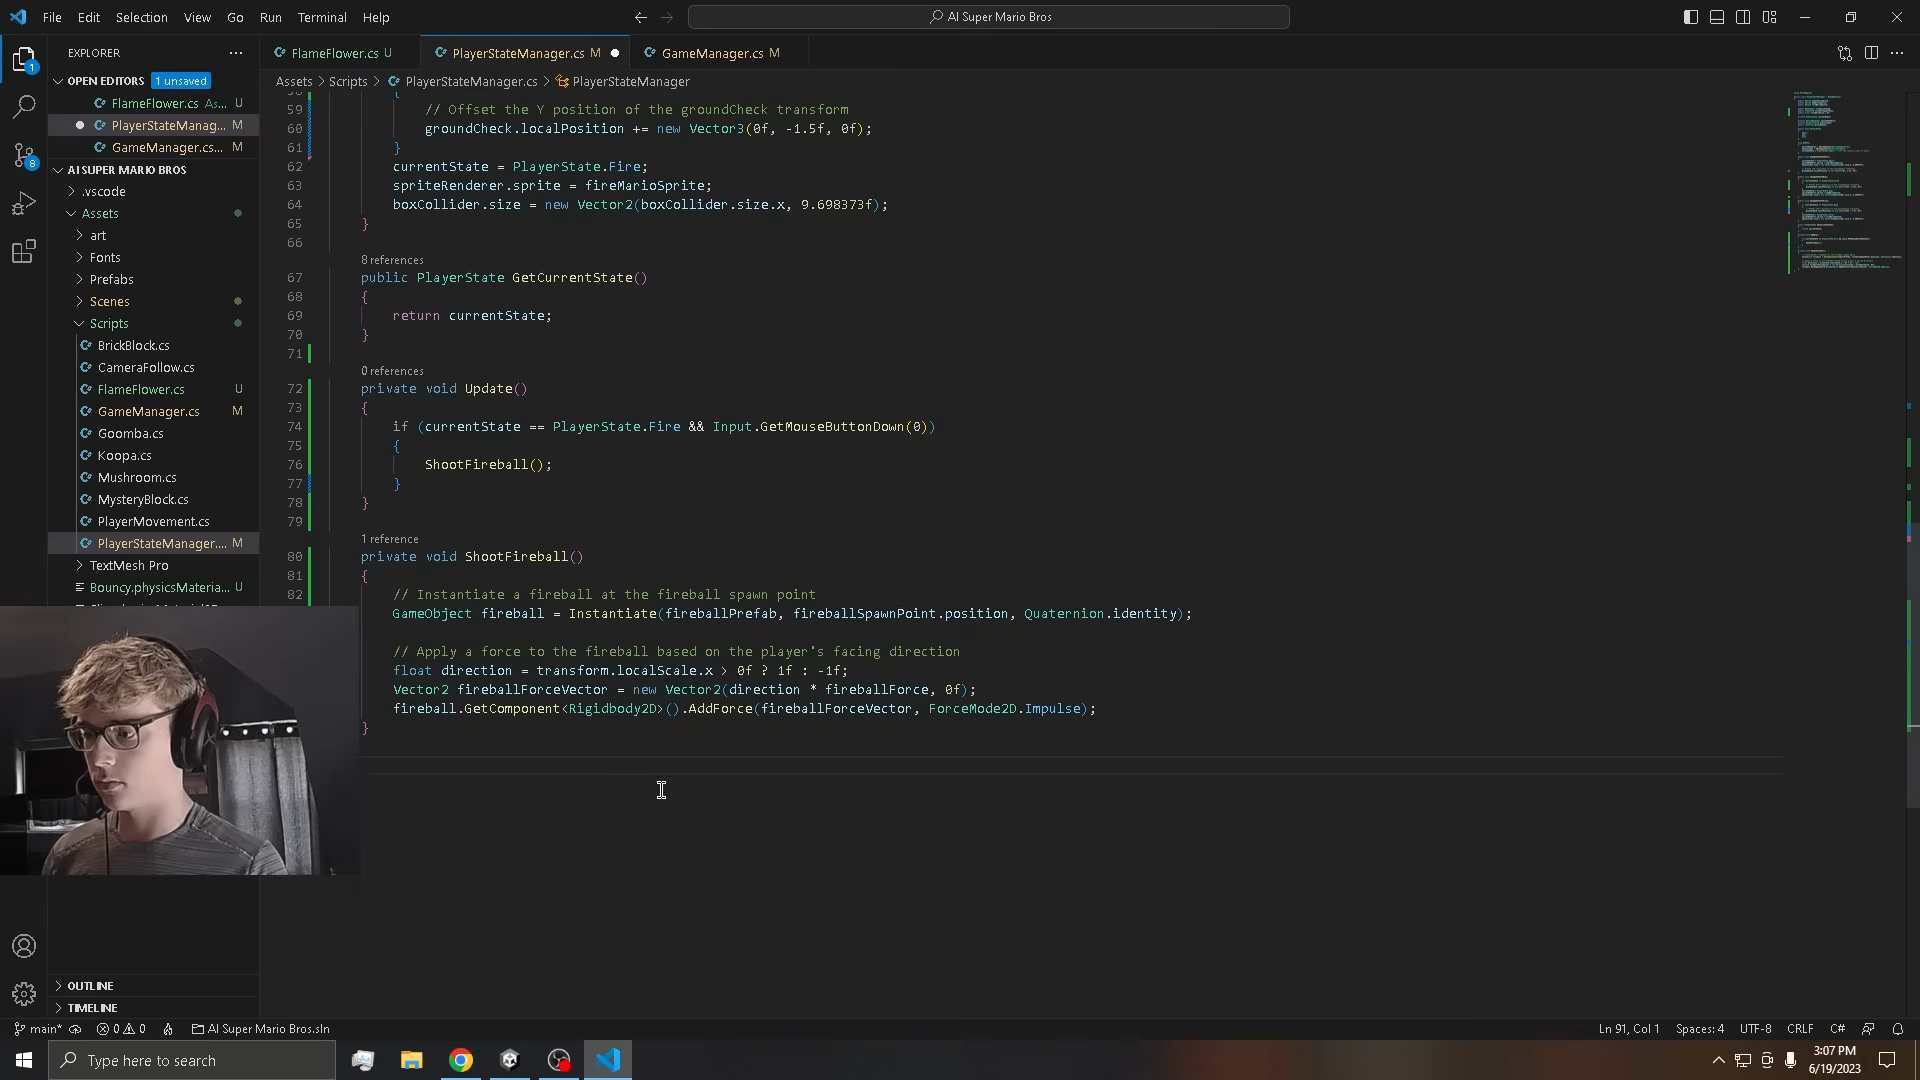 File Edit Selection View Go Run Terminal Help
AI Super Mario Bros
EXPLORER
FlameFlower.cs U
PlayerStateManager.cs M
GameManager.cs M
OPEN EDITORS 1 unsaved
Assets > Scripts > PlayerStateManager.cs > PlayerStateManager
FlameFlower.cs As... U
PlayerStateManag... M
GameManager.cs... M
AI SUPER MARIO BROS
.vscode
Assets
art
Fonts
Prefabs
Scenes
Scripts
BrickBlock.cs
CameraFollow.cs
FlameFlower.cs U
GameManager.cs M
Goomba.cs
Koopa.cs
Mushroom.cs
MysteryBlock.cs
PlayerMovement.cs
PlayerStateManager.... M
TextMesh Pro
Bouncy.physicsMateria... U
1
8
OUTLINE
TIMELINE
{
59 // Offset the Y position of the groundCheck transform
60 groundCheck.localPosition += new Vector3(0f, -1.5f, 0f);
61 }
62 currentState = PlayerState.Fire;
63 spriteRenderer.sprite = fireMarioSprite;
64 boxCollider.size = new Vector2(boxCollider.size.x, 9.698373f);
65 }
66
8 references
67 public PlayerState GetCurrentState()
68 {
69 return currentState;
70 }
71
0 references
72 private void Update()
73 {
74 if (currentState == PlayerState.Fire && Input.GetMouseButtonDown(0))
75 {
76 ShootFireball();
77 }
78 }
79
1 reference
80 private void ShootFireball()
81 {
82 // Instantiate a fireball at the fireball spawn point
GameObject fireball = Instantiate(fireballPrefab, fireballSpawnPoint.position, Quaternion.identity);
// Apply a force to the fireball based on the player's facing direction
float direction = transform.localScale.x > 0f ? 1f : -1f;
Vector2 fireballForceVector = new Vector2(direction * fireballForce, 0f);
fireball.GetComponent<Rigidbody2D>().AddForce(fireballForceVector, ForceMode2D.Impulse);
}
main* 0 0 AI Super Mario Bros.sln
Ln 91, Col 1 Spaces: 4 UTF-8 CRLF C#
Type here to search
3:07 PM
6/19/2023